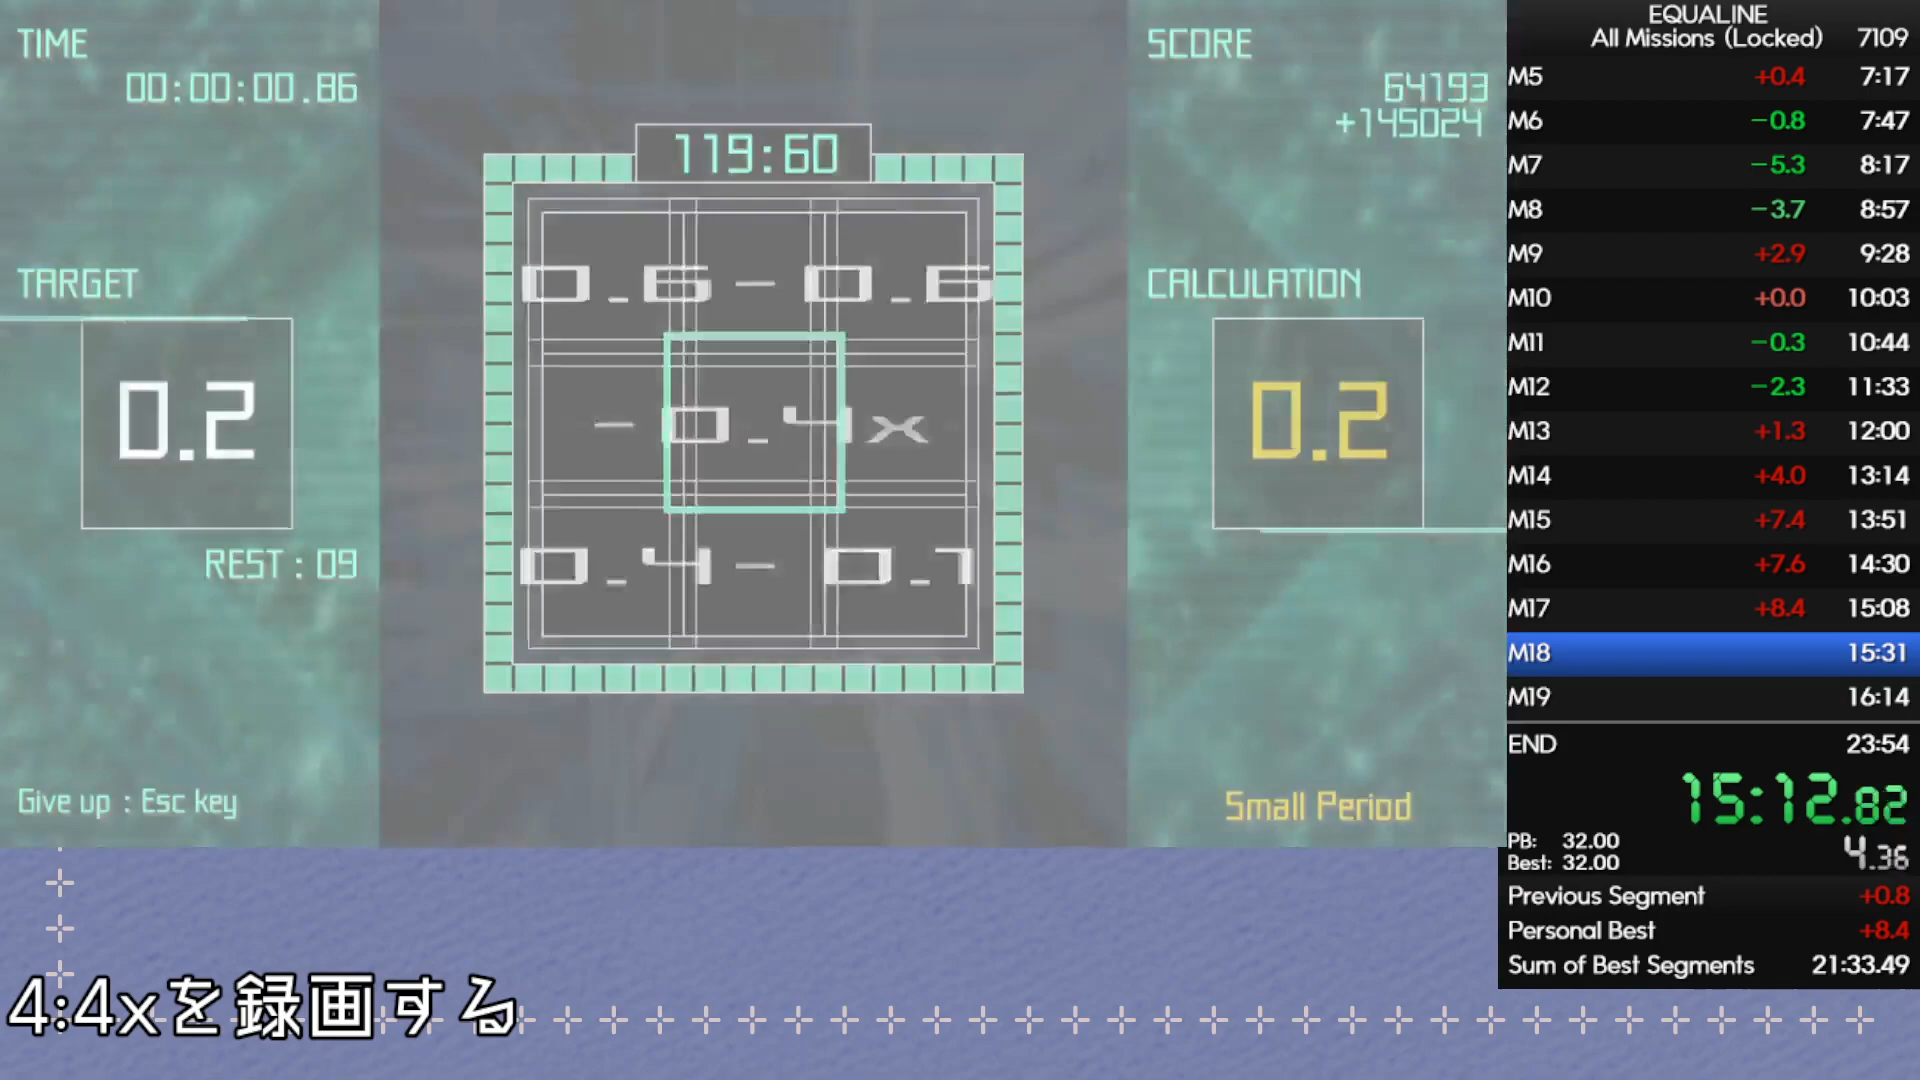 TIME
00:00:00.86
TARGET
0.2
REST : 09
Give up : Esc key
119:60
0.6 - 0.6
- 0.4 x
0.4 - 0.1
SCORE
64193
+145024
CALCULATION
0.2
Small Period
4:4xを録画する
EQUALINE
All Missions (Locked) 7109
M5 +0.4 7:17
M6 −0.8 7:47
M7 −5.3 8:17
M8 −3.7 8:57
M9 +2.9 9:28
M10 +0.0 10:03
M11 −0.3 10:44
M12 −2.3 11:33
M13 +1.3 12:00
M14 +4.0 13:14
M15 +7.4 13:51
M16 +7.6 14:30
M17 +8.4 15:08
M18 15:31
M19 16:14
END 23:54
15:12.82
PB: 32.00
Best: 32.00
4.36
Previous Segment +0.8
Personal Best +8.4
Sum of Best Segments 21:33.49